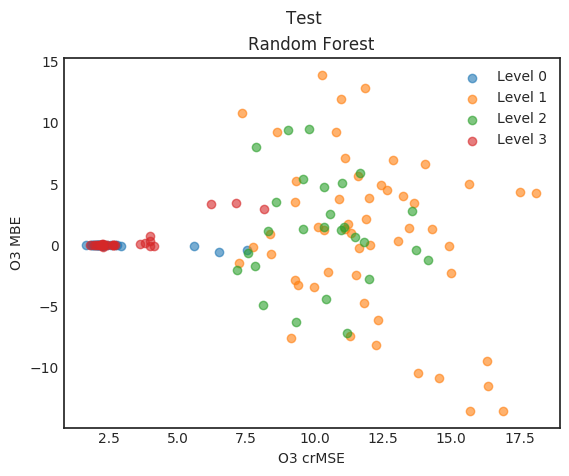 Test
Random Forest
Level 0
Level 1
Level 2
Level 3
15
10
5
0
−5
−10
O3 MBE
2.5 5.0 7.5 10.0 12.5 15.0 17.5
O3 crMSE